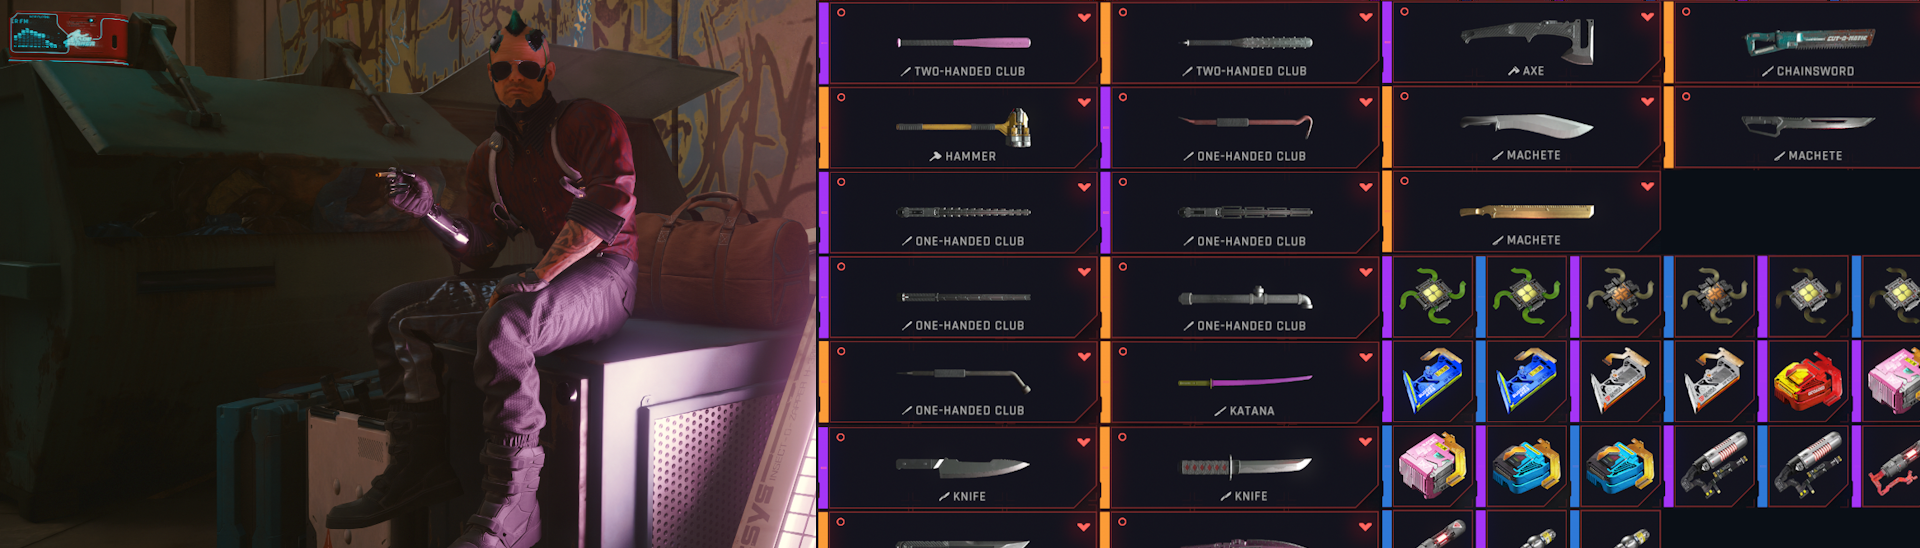 TWO-HANDED CLUB
TWO-HANDED CLUB
AXE
CHAINSWORD
HAMMER
ONE-HANDED CLUB
MACHETE
MACHETE
ONE-HANDED CLUB
ONE-HANDED CLUB
MACHETE
ONE-HANDED CLUB
ONE-HANDED CLUB
ONE-HANDED CLUB
KATANA
KNIFE
KNIFE